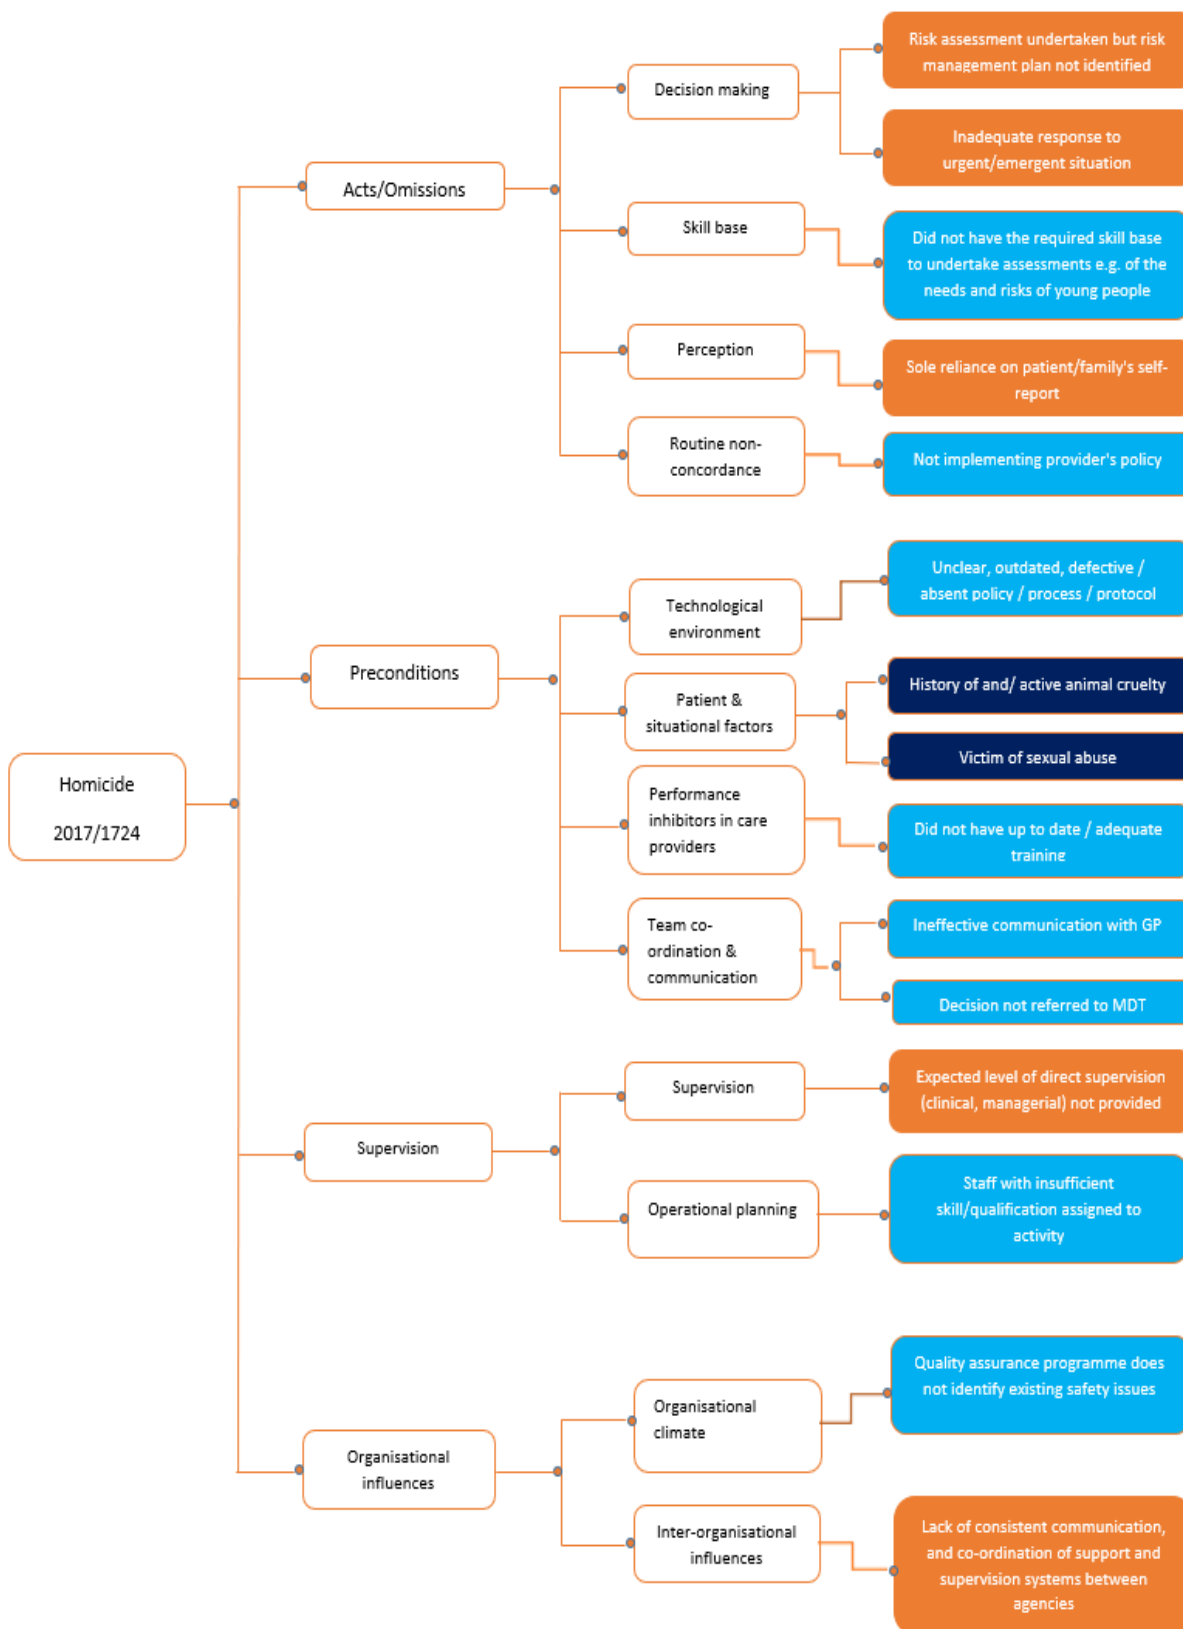 Homicide
2017/1724
Acts/Omissions
Decision making
Risk assessment undertaken but risk
management plan not identified
Inadequate response to
urgent/emergent situation
Skill base
Did not have the required skill base
to undertake assessments e.g. of the
needs and risks of young people
Perception
Sole reliance on patient/family's self-
report
Routine non-
concordance
Not implementing provider's policy
Preconditions
Technological
environment
Unclear, outdated, defective /
absent policy / process / protocol
Patient &
situational factors
History of and/ active animal cruelty
Victim of sexual abuse
Performance
inhibitors in care
providers
Did not have up to date / adequate
training
Team co-
ordination &
communication
Ineffective communication with GP
Decision not referred to MDT
Supervision
Supervision
Expected level of direct supervision
(clinical, managerial) not provided
Operational planning
Staff with insufficient
skill/qualification assigned to
activity
Organisational
influences
Organisational
climate
Quality assurance programme does
not identify existing safety issues
Inter-organisational
influences
Lack of consistent communication,
and co-ordination of support and
supervision systems between
agencies